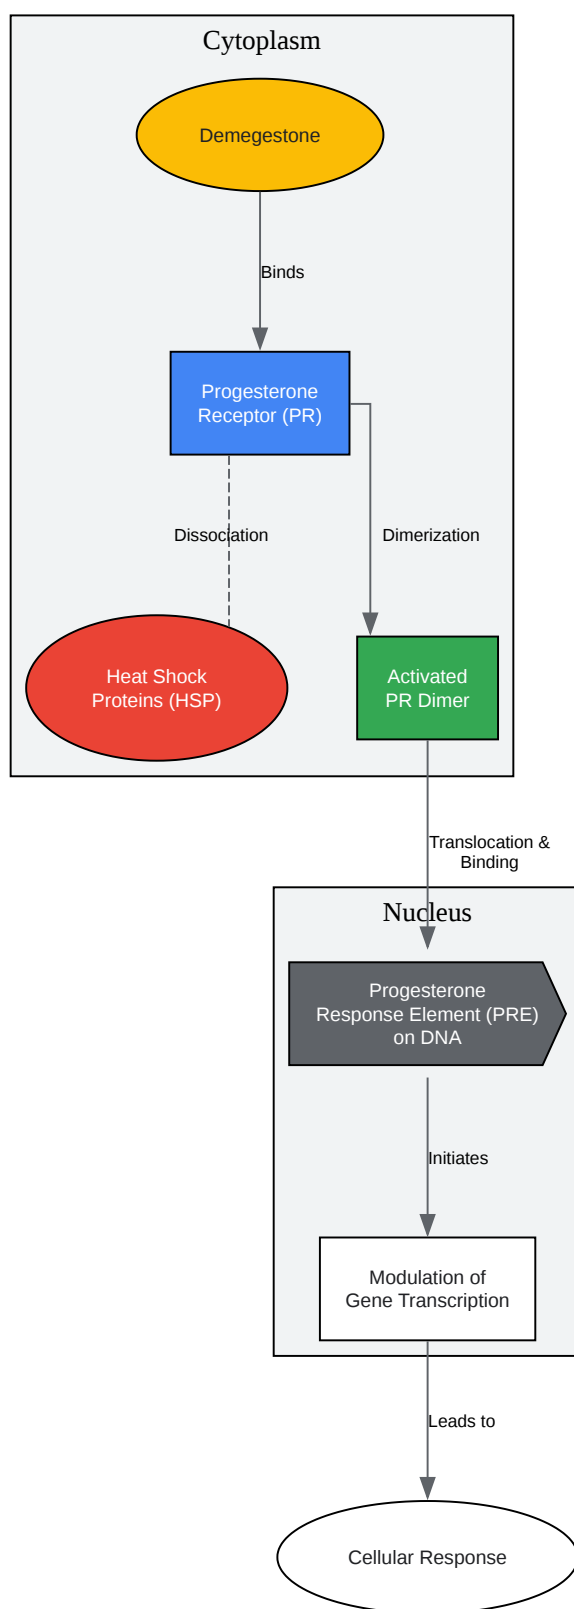 Cytoplasm
Demegestone
Binds
Progesterone
Receptor (PR)
Dissociation
Dimerization
Heat Shock
Proteins (HSP)
Activated
PR Dimer
Translocation &
Binding
Nucleus
Progesterone
Response Element (PRE)
on DNA
Initiates
Modulation of
Gene Transcription
Leads to
Cellular Response